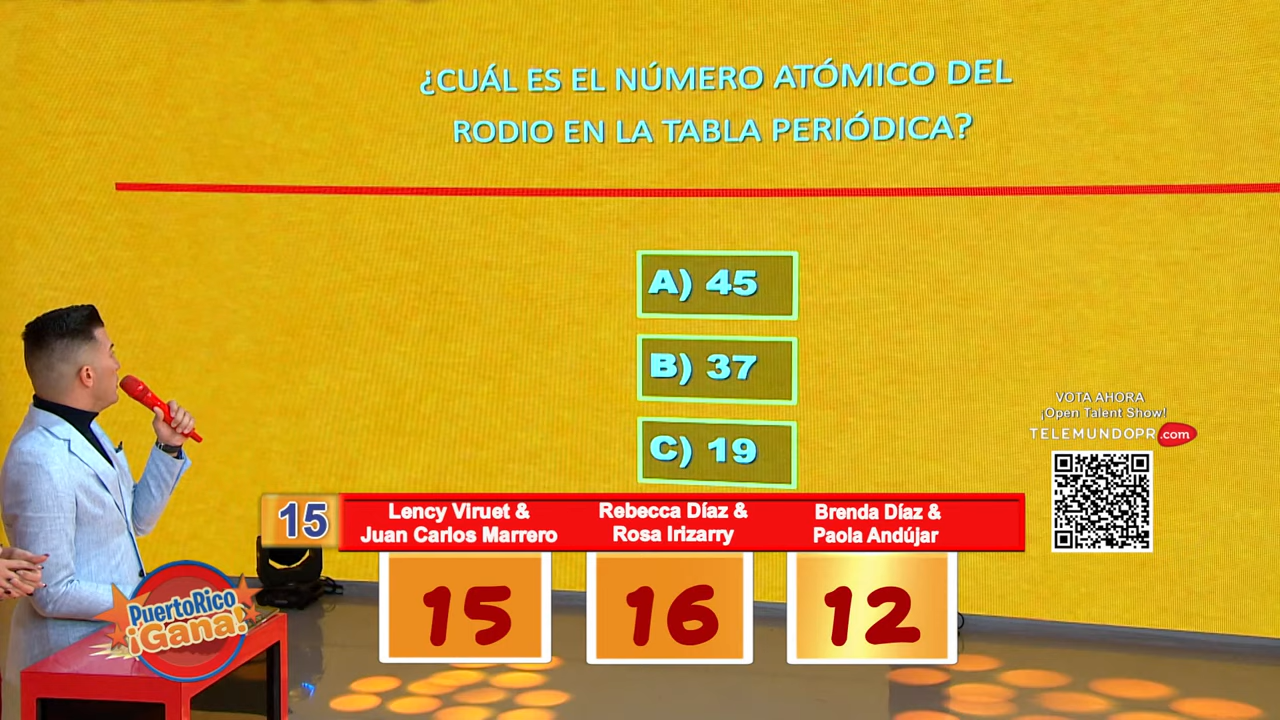 ¿CUÁL ES EL NÚMERO ATÓMICO DEL
RODIO EN LA TABLA PERIÓDICA?
A) 45
B) 37
C) 19
VOTA AHORA
¡Open Talent Show!
TELEMUNDOPR.com
15
Lency Viruet &
Juan Carlos Marrero
Rebecca Díaz &
Rosa Irizarry
Brenda Díaz &
Paola Andújar
15
16
12
PuertoRico
¡Gana!